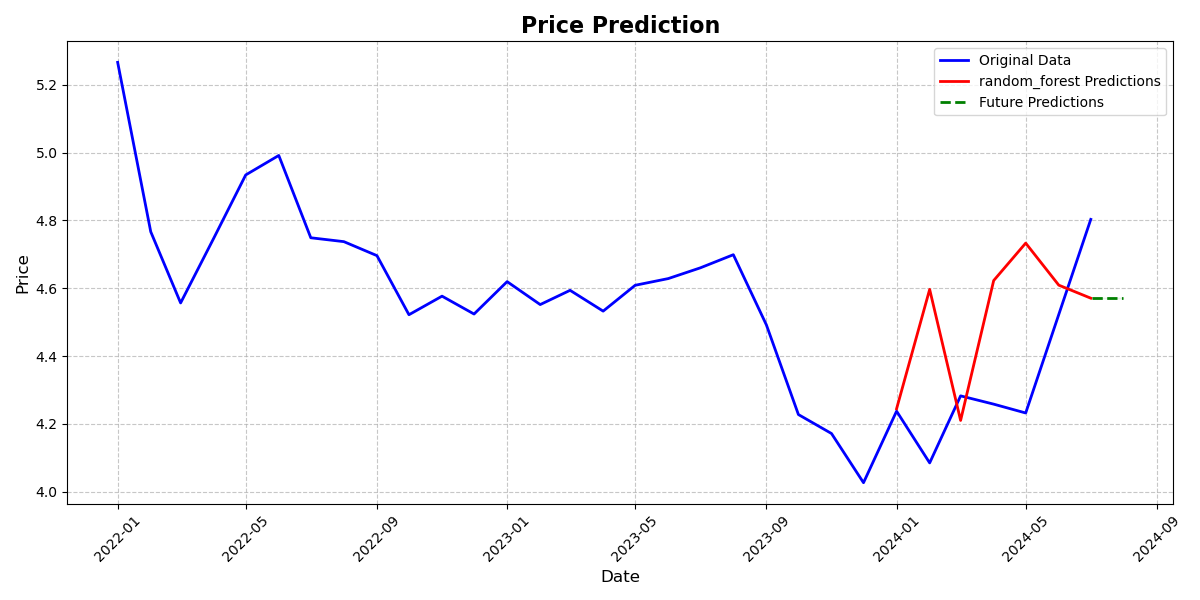 Price Prediction
Original Data
random_forest Predictions
Future Predictions
Price
5.2
5.0
4.8
4.6
4.4
4.2
4.0
2022-01
2022-05
2022-09
2023-01
2023-05
2023-09
2024-01
2024-05
2024-09
Date